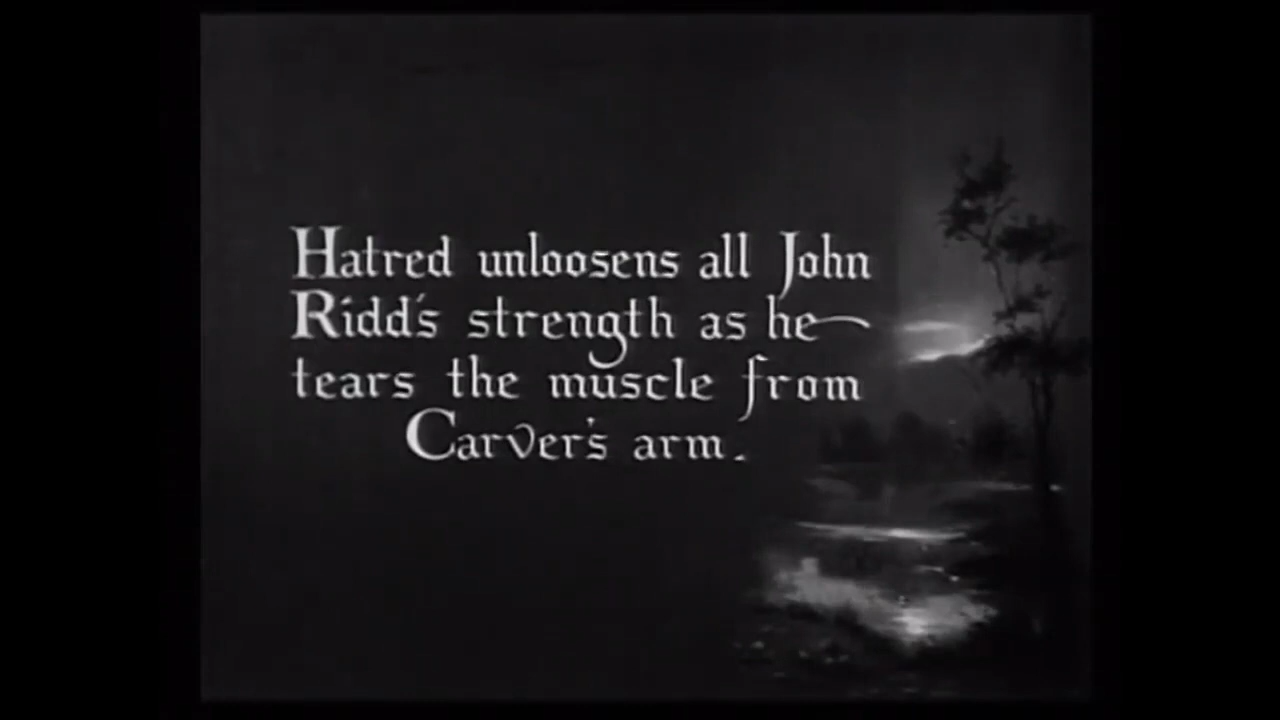 Hatred unloosens all John
Ridd's strength as he
tears the muscle from
Carver's arm.